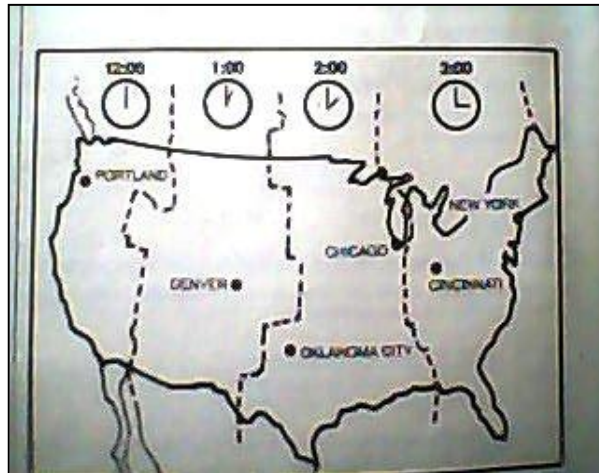 12:00 1:00 2:00 3:00
PORTLAND
NEW YORK
CHICAGO
DENVER
CINCINNATI
OKLAHOMA CITY